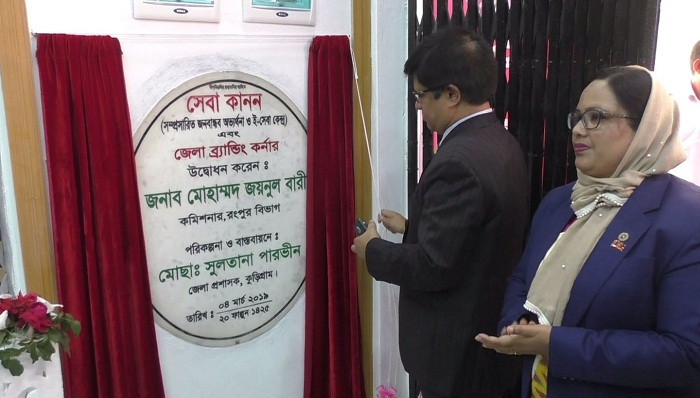 সেবা কানন
(সম্প্রসারিত জনবান্ধব অভ্যর্থনা ও ই-সেবা কেন্দ্র)
এবং
জেলা ব্র্যান্ডিং কর্নার
উদ্বোধন করেন :
জনাব মোহাম্মদ জয়নুল বারী
কমিশনার, রংপুর বিভাগ
পরিকল্পনা ও বাস্তবায়নে :
মোছাঃ সুলতানা পারভীন
জেলা প্রশাসক, কুড়িগ্রাম।
তারিখ : ০৪ মার্চ ২০১৯
২০ ফাল্গুন ১৪২৫